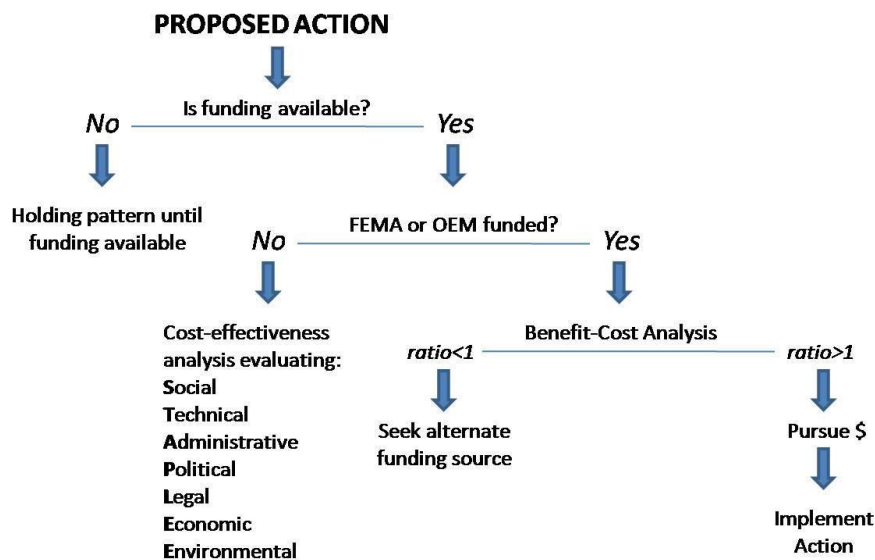 PROPOSED ACTION
Is funding available?
No
Yes
Holding pattern until
funding available
FEMA or OEM funded?
No
Yes
Cost-effectiveness
analysis evaluating:
Social
Technical
Administrative
Political
Legal
Economic
Environmental
Benefit-Cost Analysis
ratio<1
ratio>1
Seek alternate
funding source
Pursue $
Implement
Action